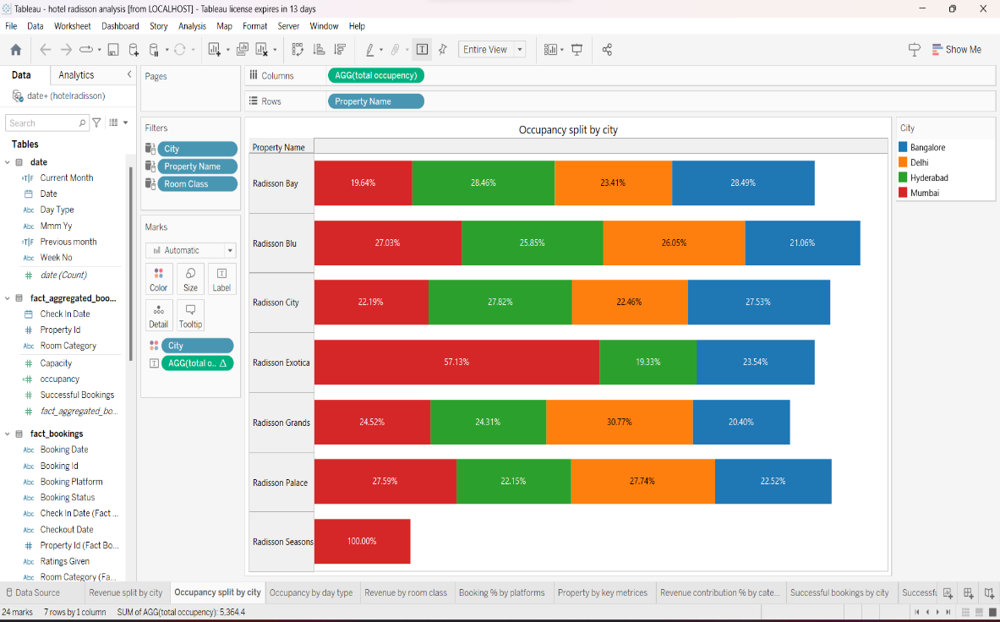 Tableau - hotel radisson analysis [from LOCALHOST] - Tableau license expires in 13 days
File Data Worksheet Dashboard Story Analysis Map Format Server Window Help
Entire View
Show Me
Data Analytics
date+ (hotelradisson)
Search
Tables
date
Current Month
Date
Day Type
Mmm Yy
Previous month
Week No
date (Count)
fact_aggregated_boo...
Check In Date
Property Id
Room Category
Capacity
occupancy
Successful Bookings
fact_aggregated_bo...
fact_bookings
Booking Date
Booking Id
Booking Platform
Booking Status
Check In Date (Fact ...
Checkout Date
Property Id (Fact Bo...
Ratings Given
Room Category (Fa...
Pages
Filters
City
Property Name
Room Class
Marks
Automatic
Color Size Label
Detail Tooltip
City
AGG(total o.. Δ
Columns AGG(total occupency)
Rows Property Name
Occupancy split by city
Property Name
Radisson Bay 19.64% 28.46% 23.41% 28.49%
Radisson Blu 27.03% 25.85% 26.05% 21.06%
Radisson City 22.19% 27.82% 22.46% 27.53%
Radisson Exotica 57.13% 19.33% 23.54%
Radisson Grands 24.52% 24.31% 30.77% 20.40%
Radisson Palace 27.59% 22.15% 27.74% 22.52%
Radisson Seasons 100.00%
City
Bangalore
Delhi
Hyderabad
Mumbai
Data Source Revenue split by city Occupancy split by city Occupancy by day type Revenue by room class Booking % by platforms Property by key metrices Revenue contribution % by cate... Successful bookings by city Successfu
24 marks 7 rows by 1 column SUM of AGG(total occupency): 5,364.4